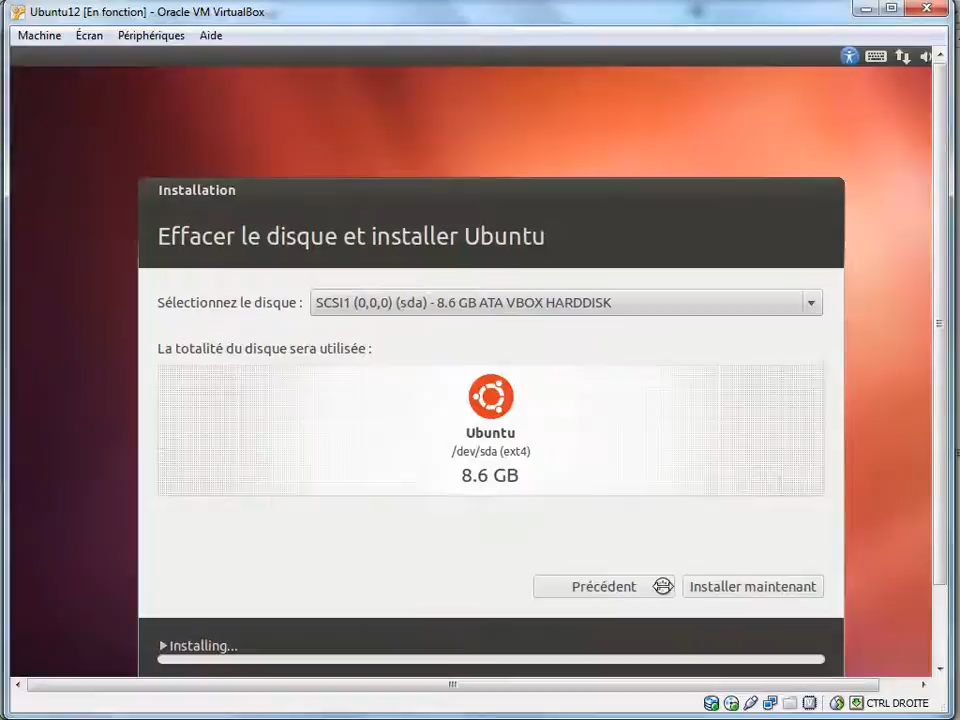 Ubuntu12 [En fonction] - Oracle VM VirtualBox
Machine Écran Périphériques Aide
Installation
Effacer le disque et installer Ubuntu
Sélectionnez le disque : SCSI1 (0,0,0) (sda) - 8.6 GB ATA VBOX HARDDISK
La totalité du disque sera utilisée :
Ubuntu
/dev/sda (ext4)
8.6 GB
Précédent Installer maintenant
Installing...
CTRL DROITE